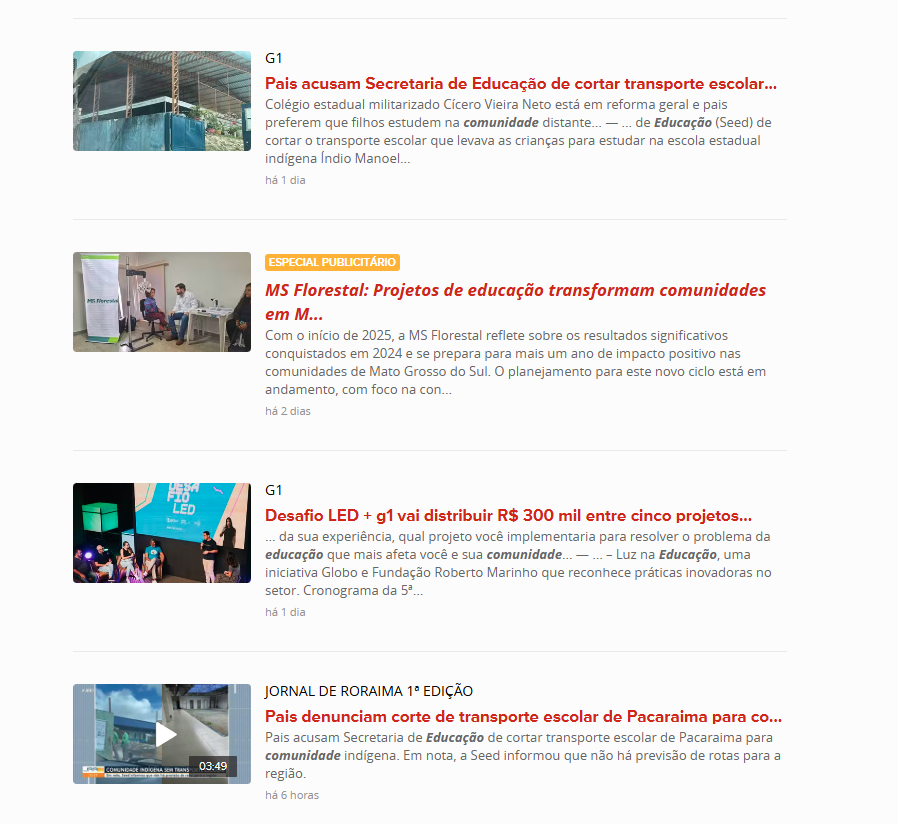 G1
Pais acusam Secretaria de Educação de cortar transporte escolar...
Colégio estadual militarizado Cícero Vieira Neto está em reforma geral e pais
preferem que filhos estudem na comunidade distante... — ... de Educação (Seed) de
cortar o transporte escolar que levava as crianças para estudar na escola estadual
indígena Índio Manoel...
há 1 dia
ESPECIAL PUBLICITÁRIO
MS Florestal
MS Florestal: Projetos de educação transformam comunidades
em M...
Com o início de 2025, a MS Florestal reflete sobre os resultados significativos
conquistados em 2024 e se prepara para mais um ano de impacto positivo nas
comunidades de Mato Grosso do Sul. O planejamento para este novo ciclo está em
andamento, com foco na con...
há 2 dias
DESA
FIO
LED
G1
Desafio LED + g1 vai distribuir R$ 300 mil entre cinco projetos...
... da sua experiência, qual projeto você implementaria para resolver o problema da
educação que mais afeta você e sua comunidade... — ... – Luz na Educação, uma
iniciativa Globo e Fundação Roberto Marinho que reconhece práticas inovadoras no
setor. Cronograma da 5ª...
há 1 dia
JORNAL DE RORAIMA 1ª EDIÇÃO
Pais denunciam corte de transporte escolar de Pacaraima para co...
Pais acusam Secretaria de Educação de cortar transporte escolar de Pacaraima para
comunidade indígena. Em nota, a Seed informou que não há previsão de rotas para a
região.
há 6 horas
03:49
COMUNIDADE INDÍGENA SEM TRANS